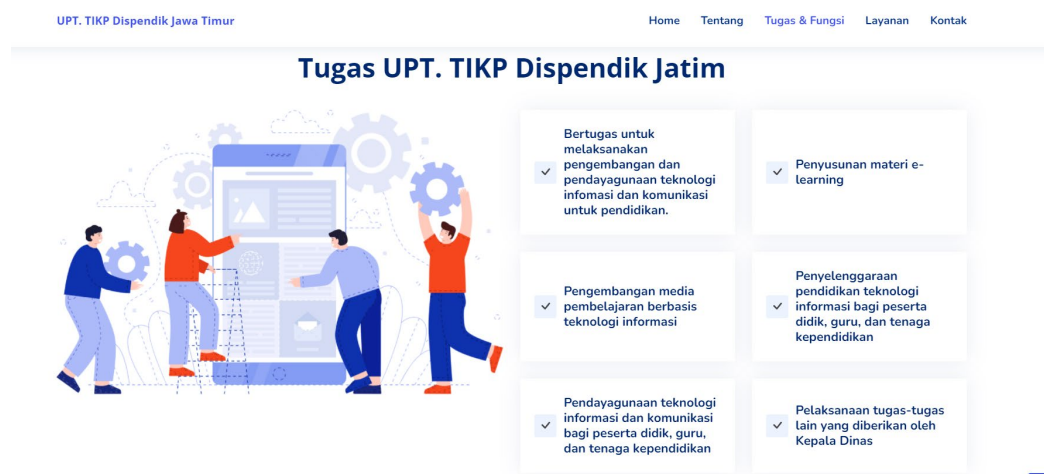 UPT. TIKP Dispendik Jawa Timur
Home Tentang Tugas & Fungsi Layanan Kontak
Tugas UPT. TIKP Dispendik Jatim
Bertugas untuk
melaksanakan
pengembangan dan
pendayagunaan teknologi
infomasi dan komunikasi
untuk pendidikan.
Penyusunan materi e-
learning
Pengembangan media
pembelajaran berbasis
teknologi informasi
Penyelenggaraan
pendidikan teknologi
informasi bagi peserta
didik, guru, dan tenaga
kependidikan
Pendayagunaan teknologi
informasi dan komunikasi
bagi peserta didik, guru,
dan tenaga kependidikan
Pelaksanaan tugas-tugas
lain yang diberikan oleh
Kepala Dinas